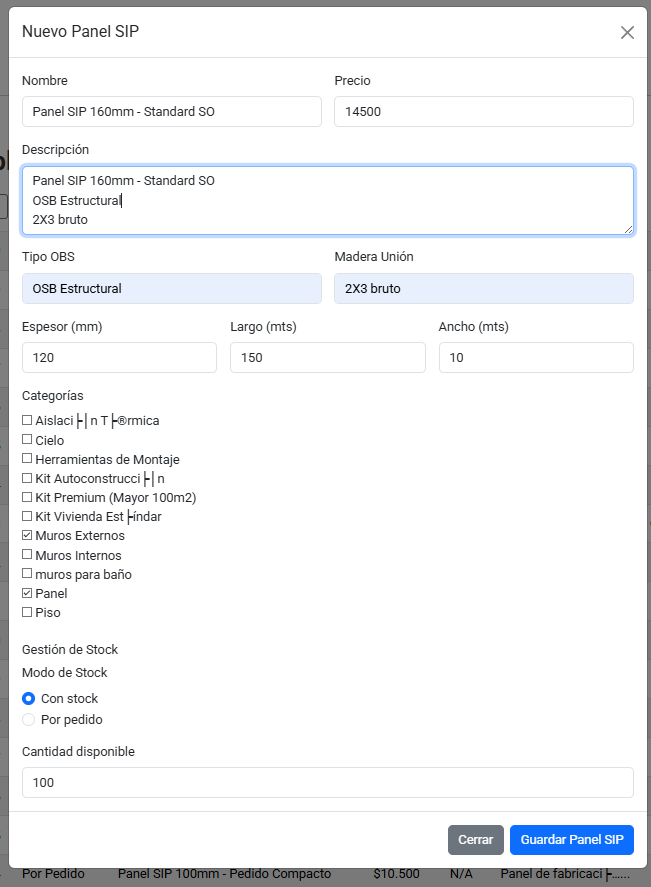 Nuevo Panel SIP
Nombre
Precio
Panel SIP 160mm - Standard SO
14500
Descripción
Panel SIP 160mm - Standard SO
OSB Estructural
2X3 bruto
Tipo OBS
Madera Unión
OSB Estructural
2X3 bruto
Espesor (mm)
Largo (mts)
Ancho (mts)
120
150
10
Categorías
Aislaci├│n T├®rmica
Cielo
Herramientas de Montaje
Kit Autoconstrucci├│n
Kit Premium (Mayor 100m2)
Kit Vivienda Est├índar
Muros Externos
Muros Internos
muros para baño
Panel
Piso
Gestión de Stock
Modo de Stock
Con stock
Por pedido
Cantidad disponible
100
Cerrar
Guardar Panel SIP
Por Pedido Panel SIP 100mm - Pedido Compacto $10.500 N/A Panel de fabricaci├......